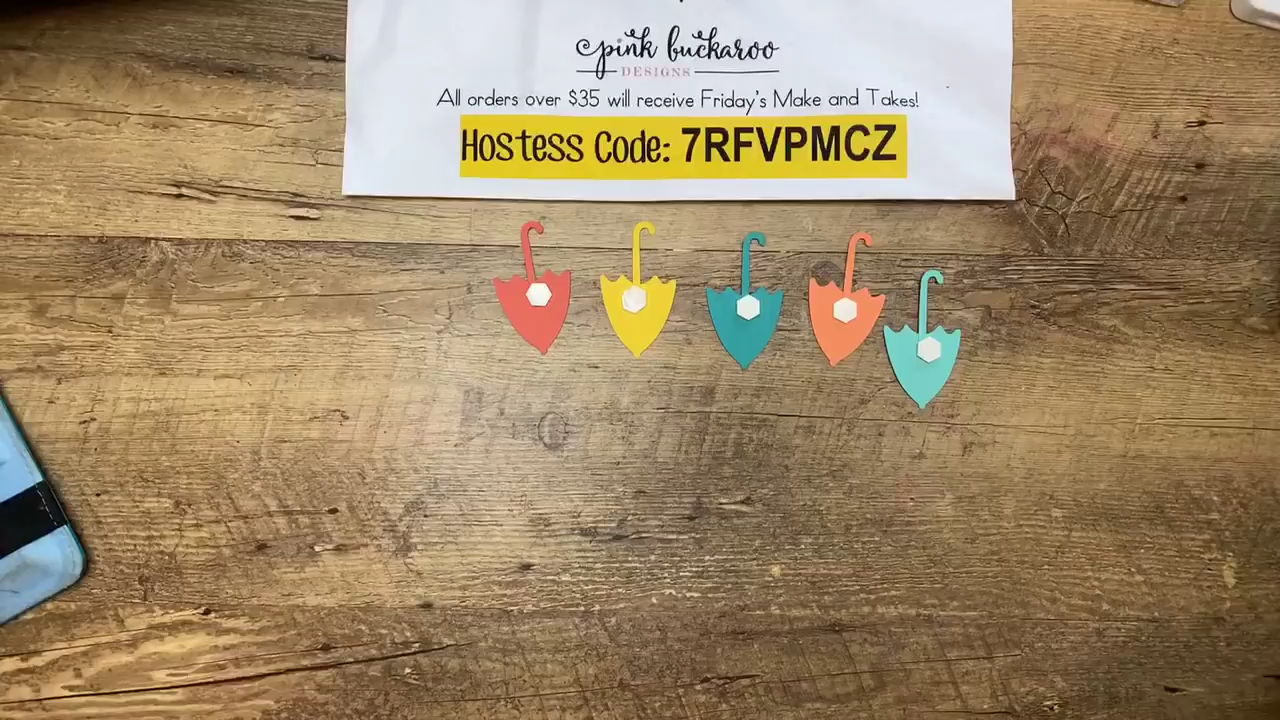 pink buckaroo
DESIGNS
All orders over $35 will receive Friday's Make and Takes!
Hostess Code: 7RFVPMCZ